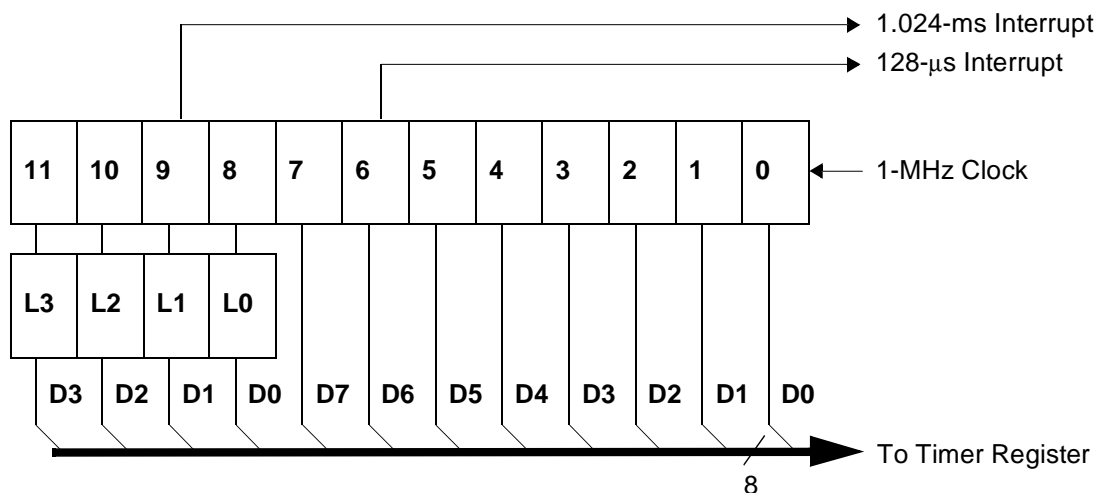 1.024-ms Interrupt
128-μs Interrupt
11 10 9 8 7 6 5 4 3 2 1 0
1-MHz Clock
L3 L2 L1 L0
D3 D2 D1 D0 D7 D6 D5 D4 D3 D2 D1 D0
To Timer Register
8